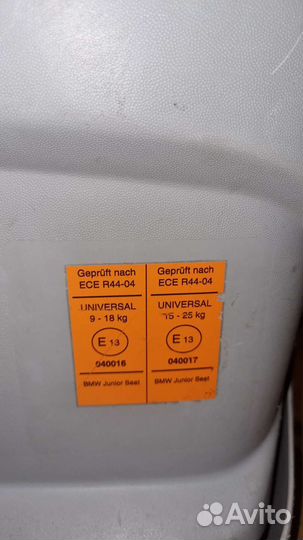 Geprüft nach
ECE R44-04
UNIVERSAL
9 - 18 kg
E 13
040016
BMW Junior Seat
Geprüft nach
ECE R44-04
UNIVERSAL
15 - 25 kg
E 13
040017
BMW Junior Seat
Avito